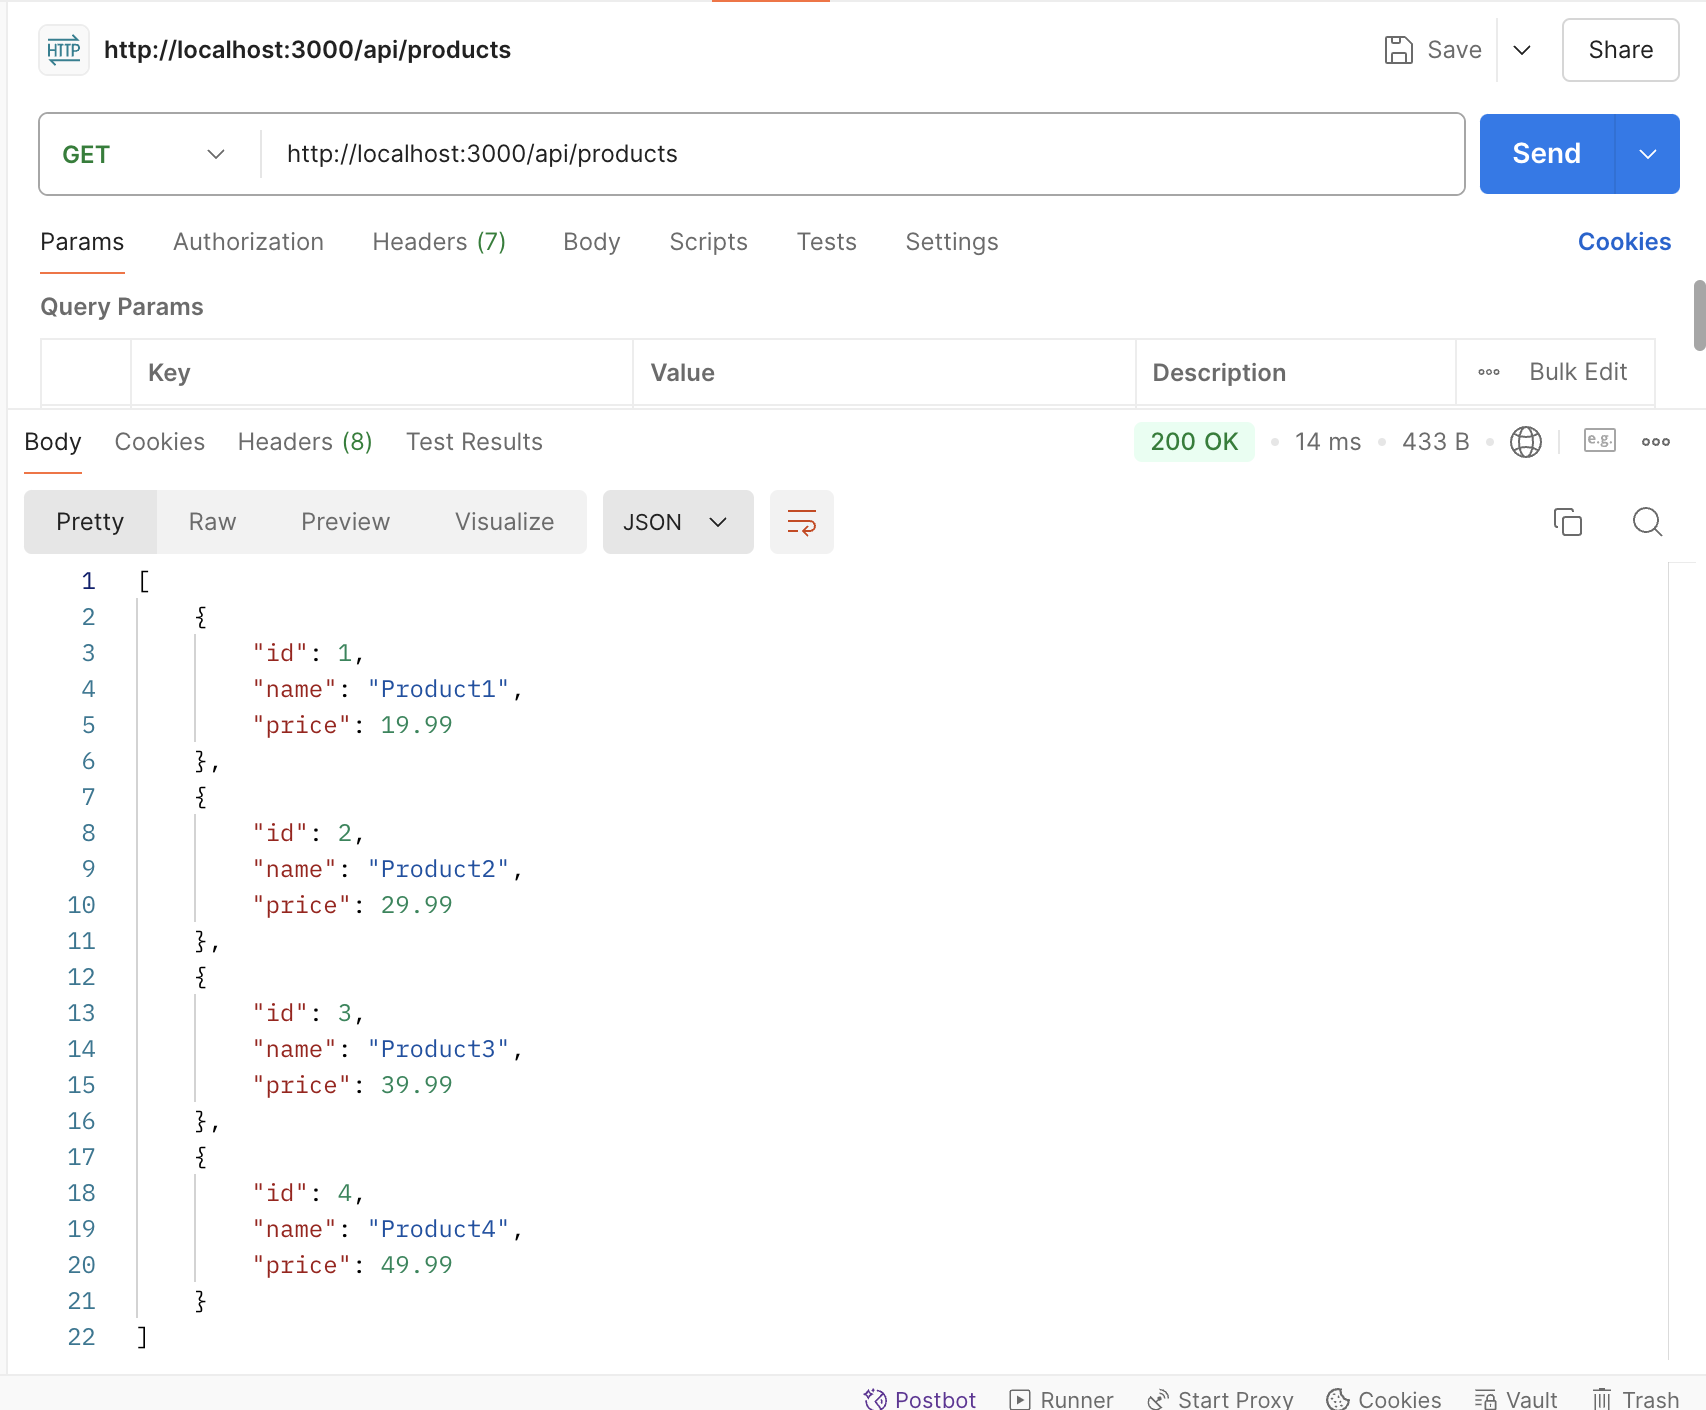 HTTP http://localhost:3000/api/products Save Share
GET http://localhost:3000/api/products Send
Params Authorization Headers (7) Body Scripts Tests Settings Cookies
Query Params
Key Value Description Bulk Edit
Body Cookies Headers (8) Test Results 200 OK 14 ms 433 B e.g.
Pretty Raw Preview Visualize JSON
1 [
2 {
3 "id": 1,
4 "name": "Product1",
5 "price": 19.99
6 },
7 {
8 "id": 2,
9 "name": "Product2",
10 "price": 29.99
11 },
12 {
13 "id": 3,
14 "name": "Product3",
15 "price": 39.99
16 },
17 {
18 "id": 4,
19 "name": "Product4",
20 "price": 49.99
21 }
22 ]
Postbot Runner Start Proxy Cookies Vault Trash